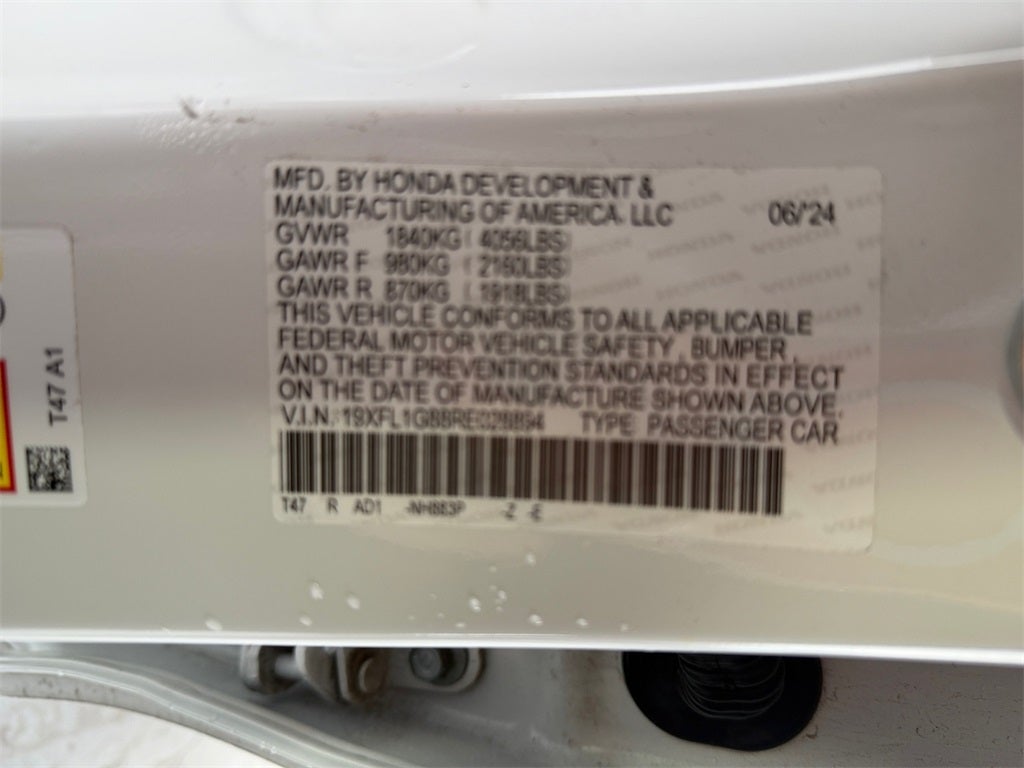 MFD. BY HONDA DEVELOPMENT &
MANUFACTURING OF AMERICA, LLC 06/'24
GVWR 1840KG ( 4056LBS)
GAWR F 980KG ( 2160LBS)
GAWR R 870KG ( 1918LBS)
THIS VEHICLE CONFORMS TO ALL APPLICABLE
FEDERAL MOTOR VEHICLE SAFETY , BUMPER ,
AND THEFT PREVENTION STANDARDS IN EFFECT
ON THE DATE OF MANUFACTURE SHOWN ABOVE.
V.I.N. TYPE: PASSENGER CAR
T47 R AD1 -NH883P -Z -E
T47 A1